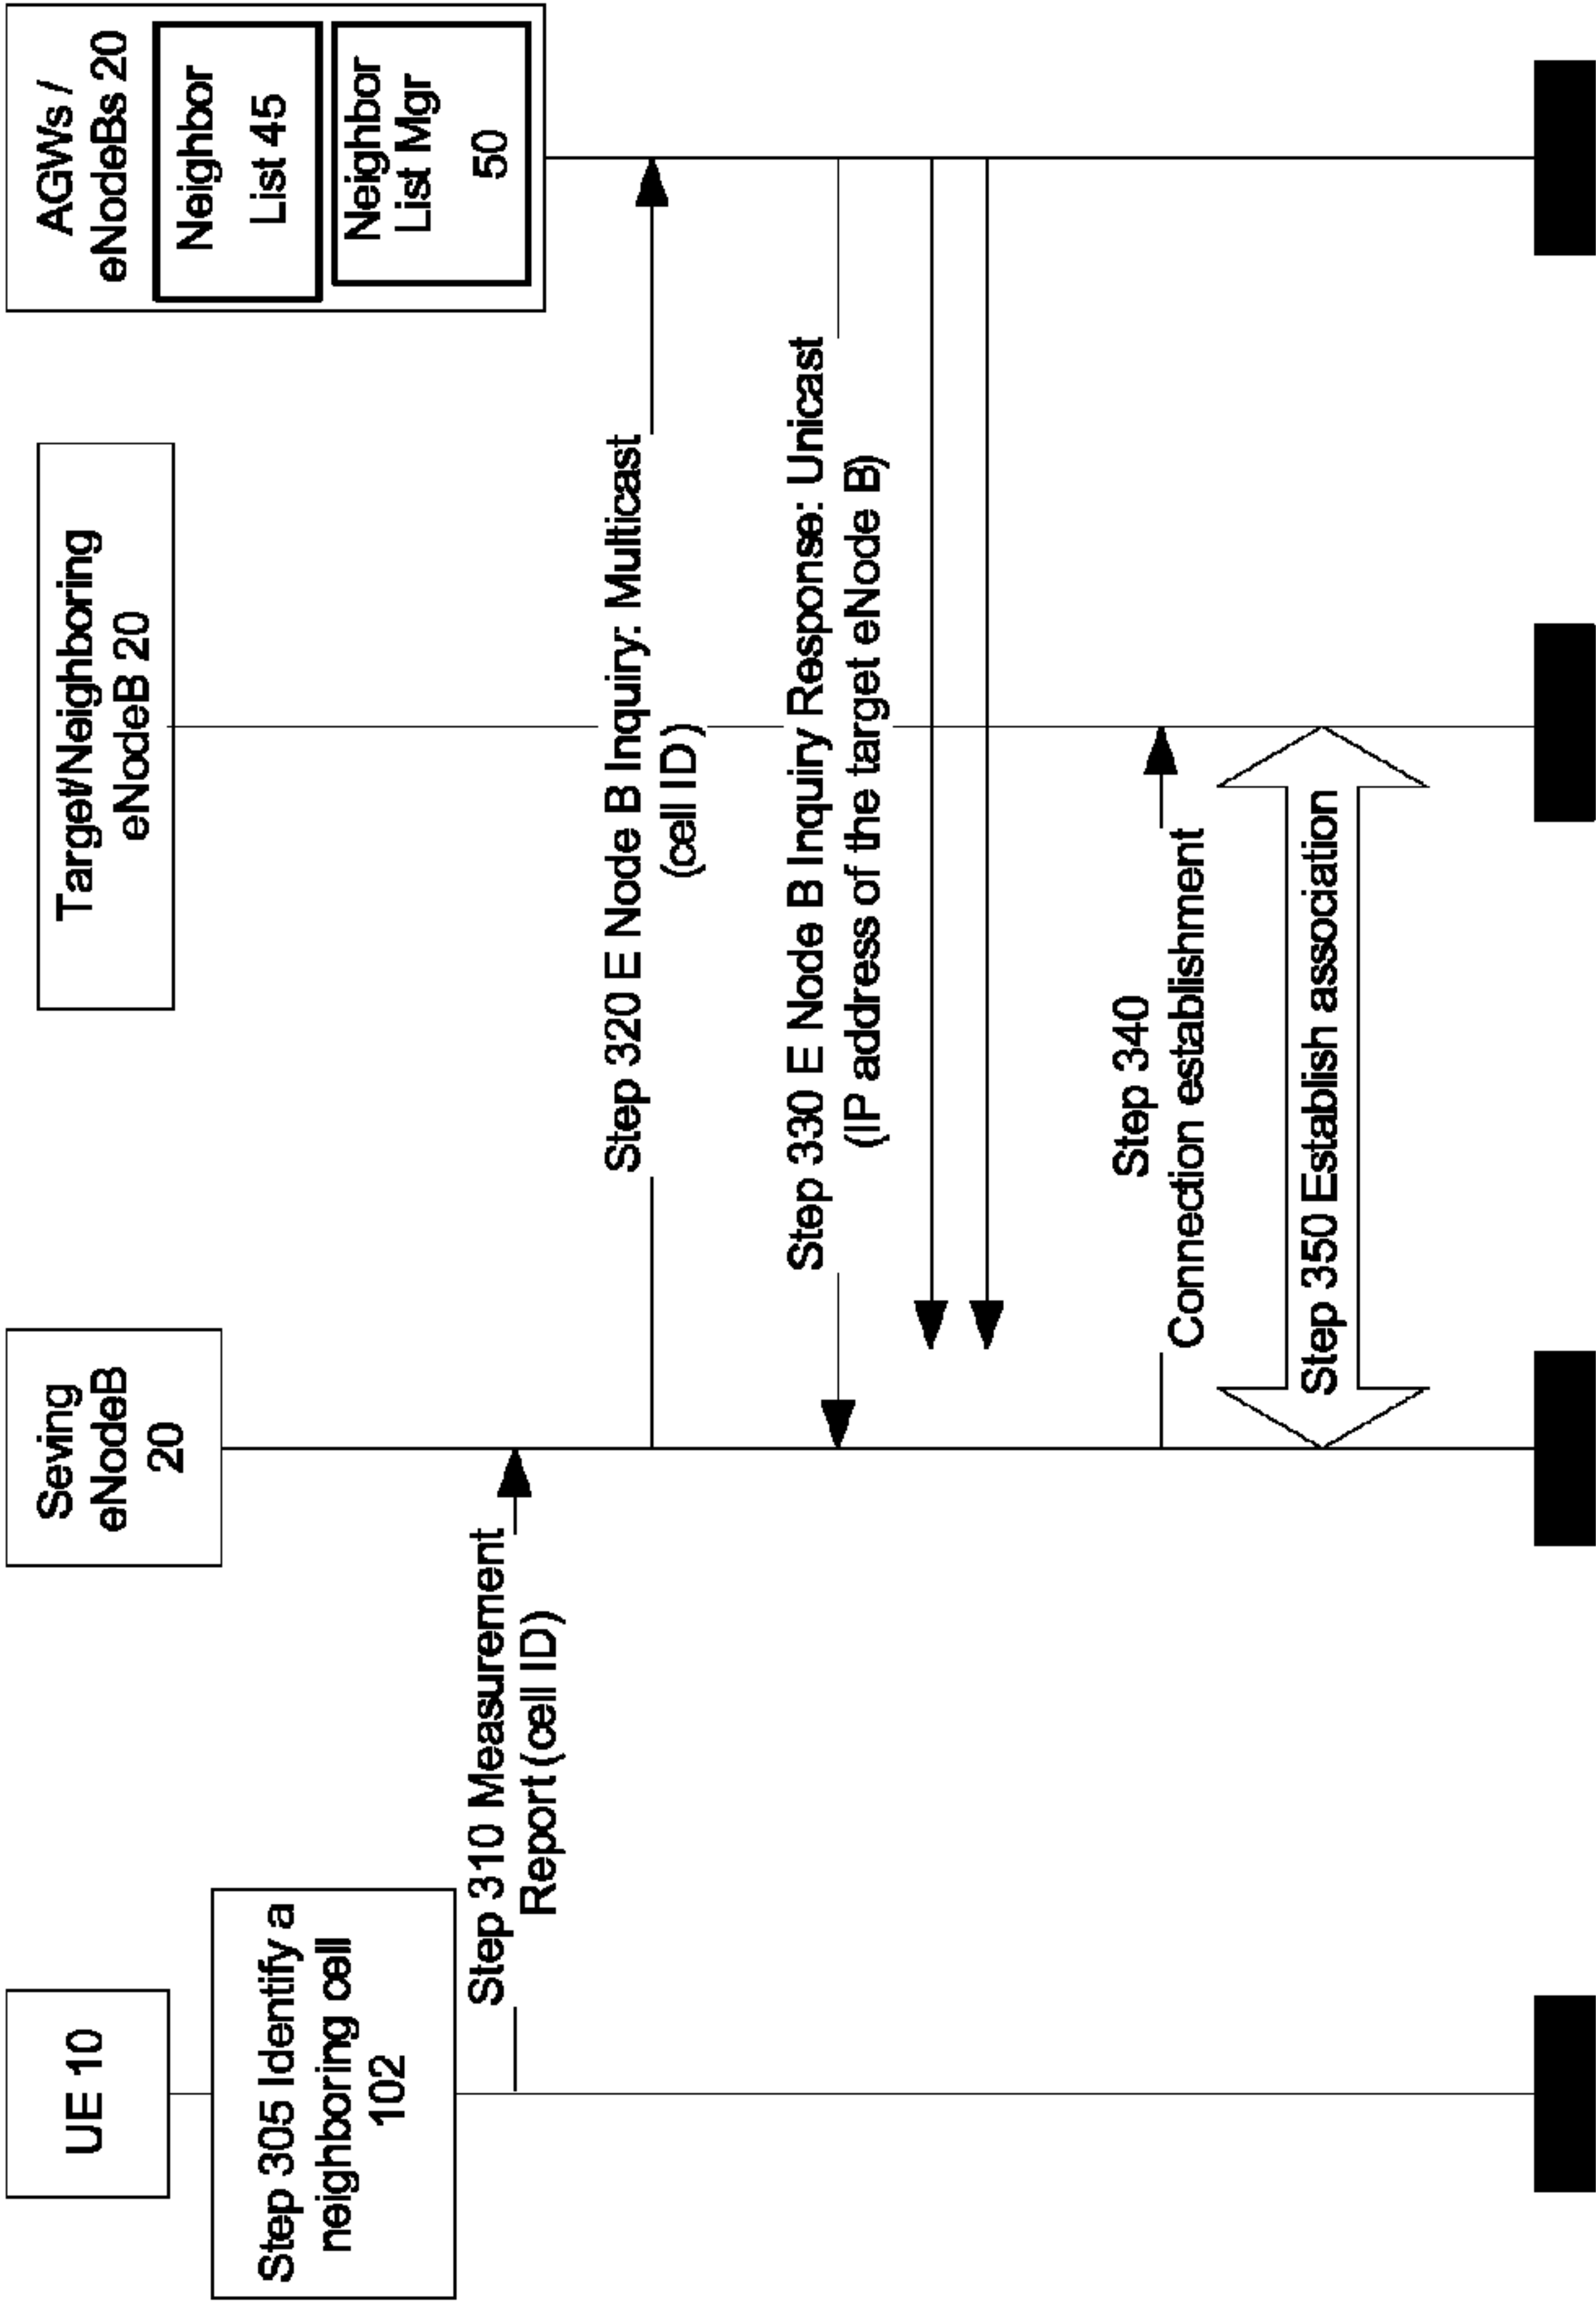 UE 10
Seving
eNodeB
20
Target/Neighboring
eNodeB 20
AGWs /
eNodeBs 20
Neighbor
List 45
Neighbor
List Mgr
50
Step 305 Identify a
neighboring cell
102
Step 310 Measurement
Report (cell ID)
Step 320 E Node B Inquiry: Multicast
(cell ID)
Step 330 E Node B Inquiry Response: Unicast
(IP address of the target eNode B)
Step 340
Connection establishment
Step 350 Establish association